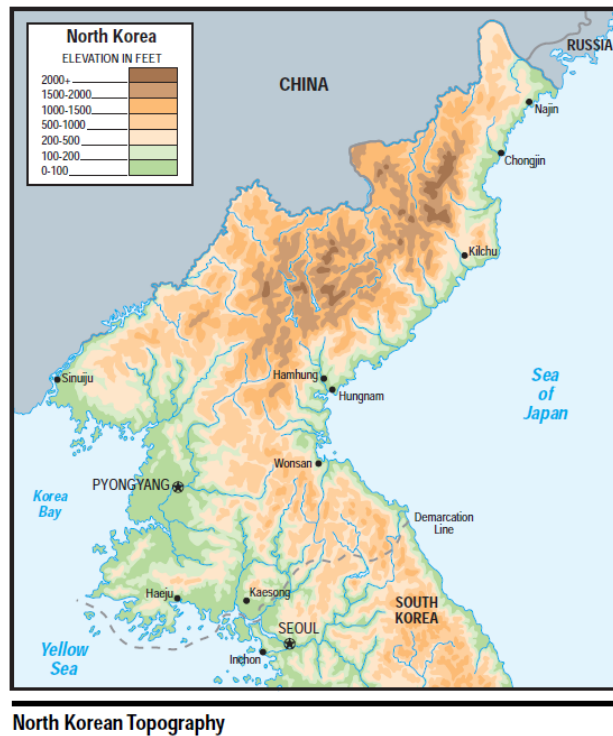 North Korea
ELEVATION IN FEET
2000+
1500-2000
1000-1500
500-1000
200-500
100-200
0-100
CHINA
RUSSIA
Najin
Chongjin
Kilchu
Sinuiju
Hamhung
Hungnam
Sea
of
Japan
Wonsan
PYONGYANG
Korea
Bay
Demarcation
Line
Haeju
Kaesong
SOUTH
KOREA
SEOUL
Yellow
Sea
Inchon
North Korean Topography